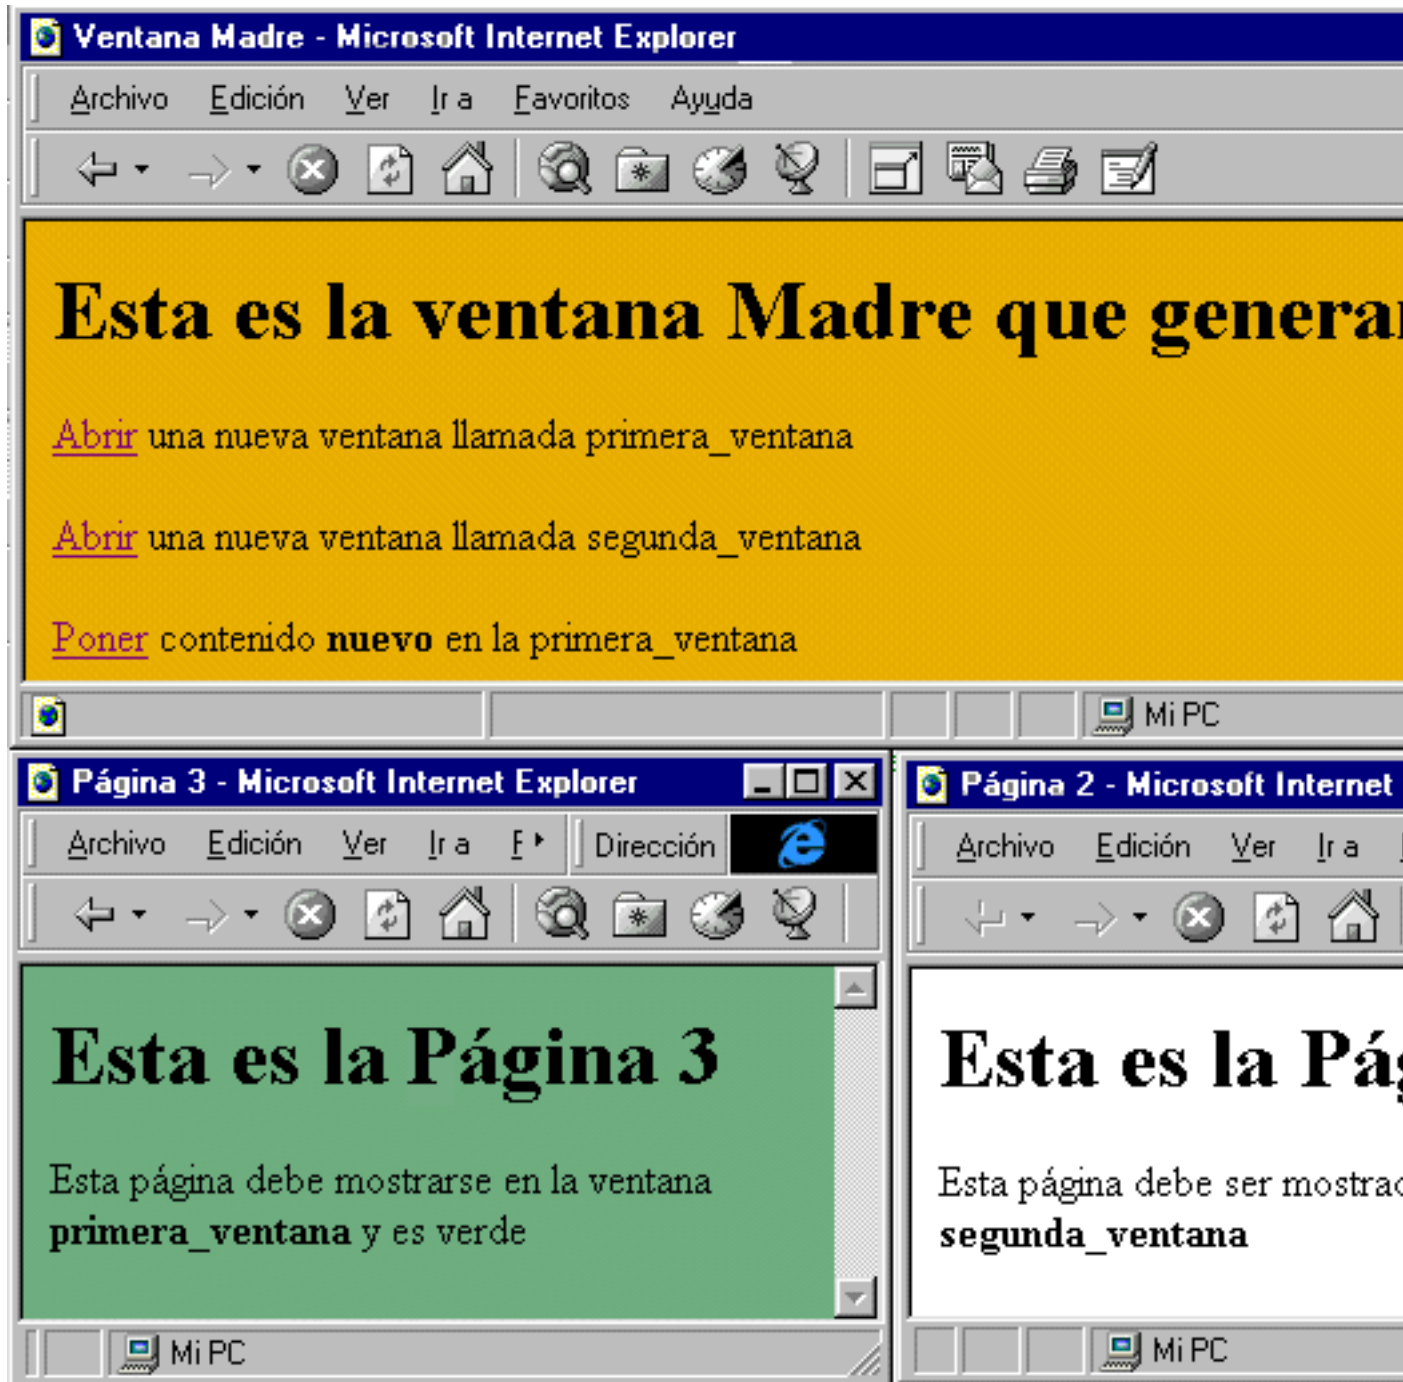 Ventana Madre - Microsoft Internet Explorer
Archivo Edición Ver Ir a Favoritos Ayuda
Esta es la ventana Madre que genera
Abrir una nueva ventana llamada primera_ventana
Abrir una nueva ventana llamada segunda_ventana
Poner contenido nuevo en la primera_ventana
Mi PC
Página 3 - Microsoft Internet Explorer
Archivo Edición Ver Ir a F Dirección
Esta es la Página 3
Esta página debe mostrarse en la ventana
primera_ventana y es verde
Mi PC
Página 2 - Microsoft Internet
Archivo Edición Ver Ir a
Esta es la Pág
Esta página debe ser mostrad
segunda_ventana
Mi PC